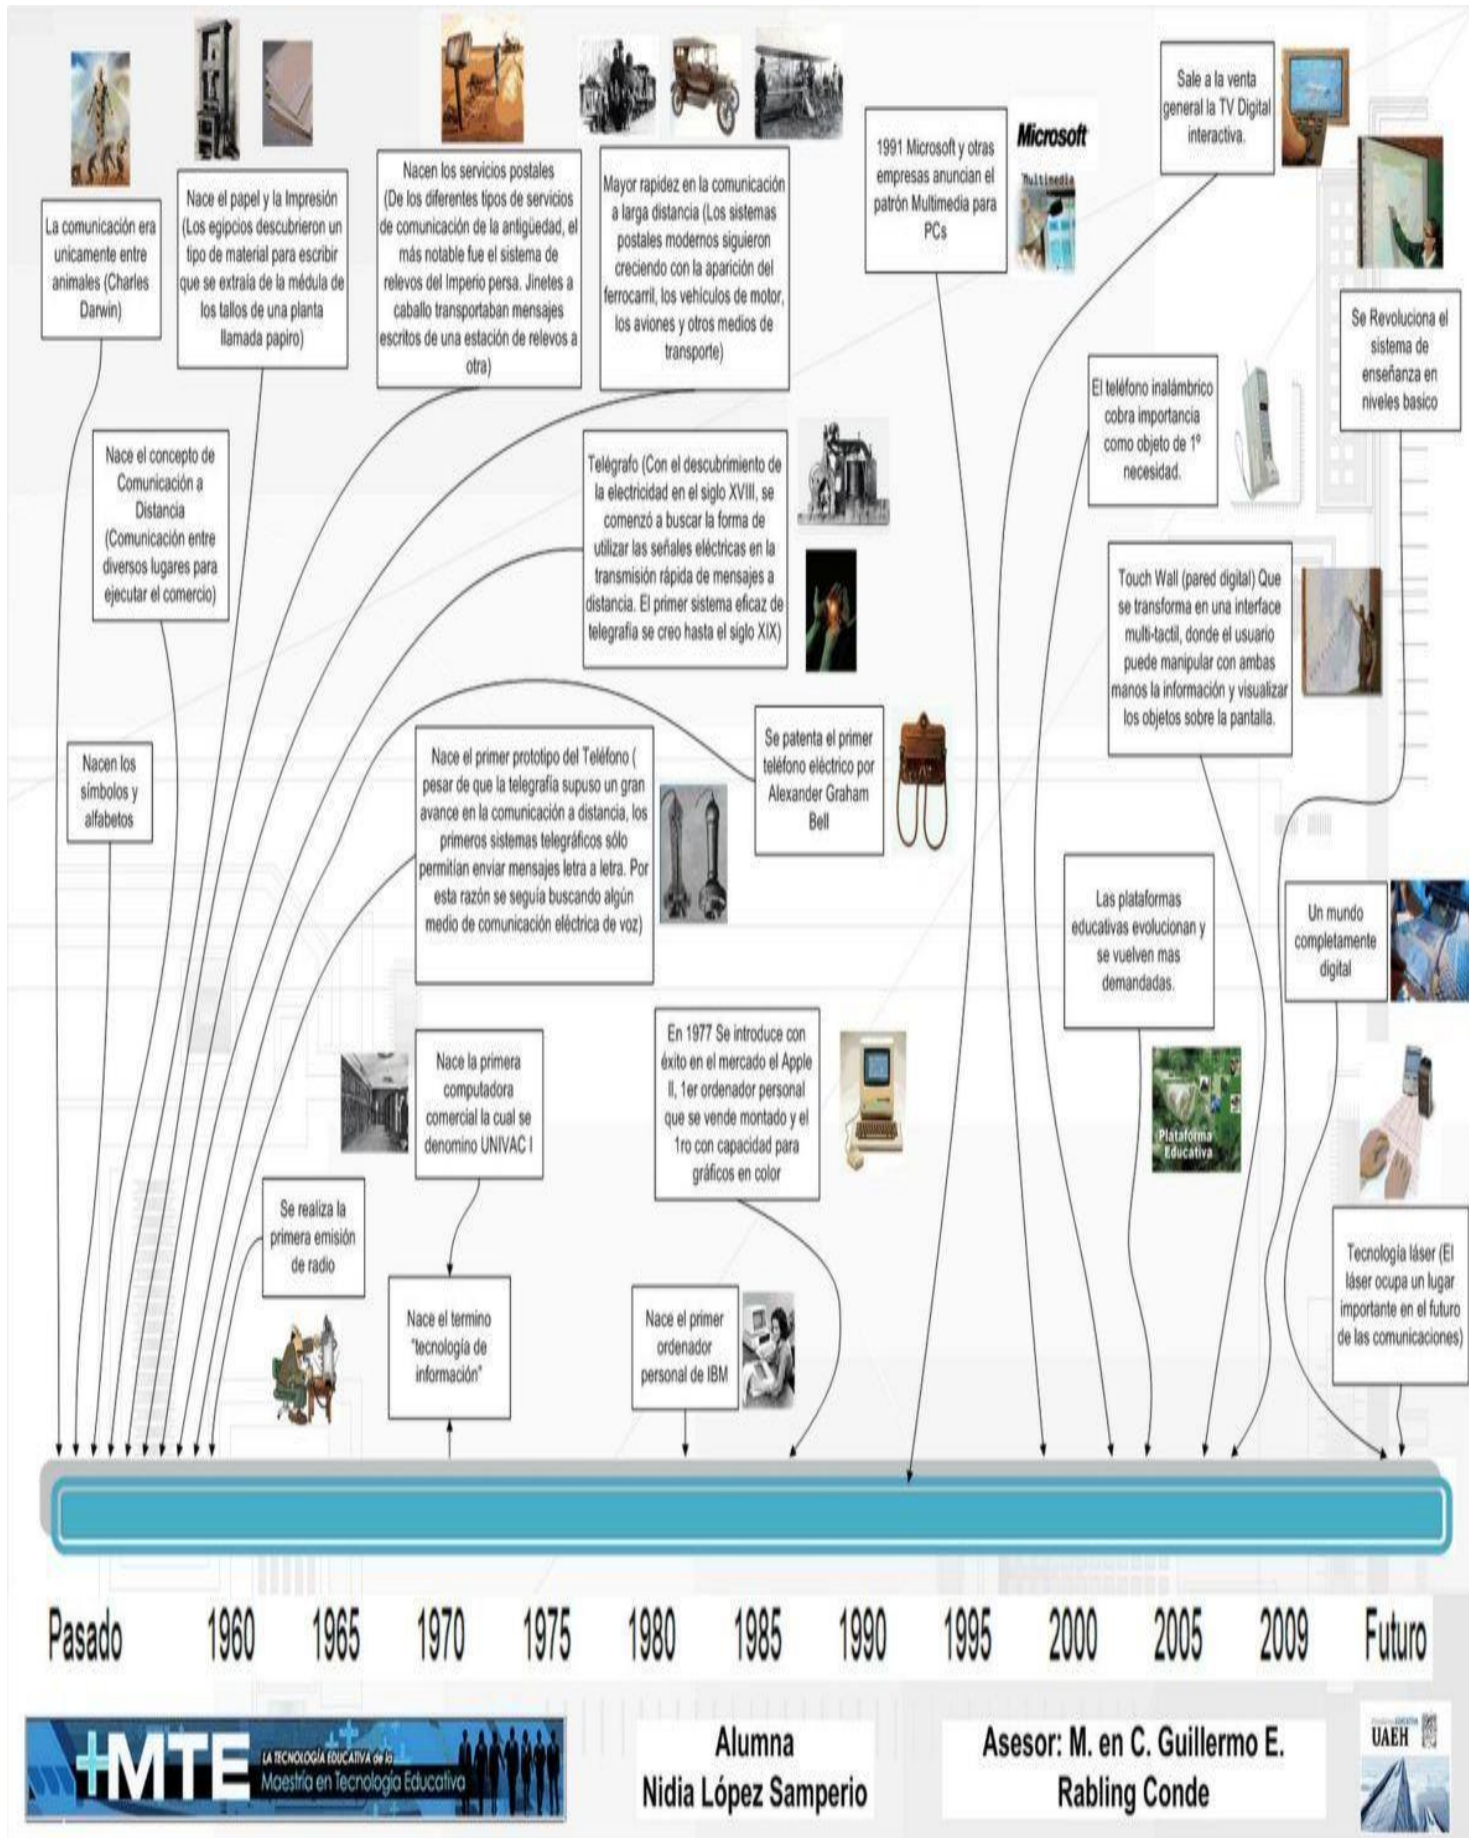 La comunicación era
unicamente entre
animales (Charles
Darwin)
Nace el papel y la Impresión
(Los egipcios descubrieron un
tipo de material para escribir
que se extraía de la médula de
los tallos de una planta
llamada papiro)
Nacen los servicios postales
(De los diferentes tipos de servicios
de comunicación de la antigüedad, el
más notable fue el sistema de
relevos del Imperio persa. Jinetes a
caballo transportaban mensajes
escritos de una estación de relevos a
otra)
Mayor rapidez en la comunicación
a larga distancia (Los sistemas
postales modernos siguieron
creciendo con la aparición del
ferrocarril, los vehículos de motor,
los aviones y otros medios de
transporte)
1991 Microsoft y otras
empresas anuncian el
patrón Multimedia para
PCs
Microsoft
Multimedia
Sale a la venta
general la TV Digital
interactiva.
Se Revoluciona el
sistema de
enseñanza en
niveles basico
El teléfono inalámbrico
cobra importancia
como objeto de 1º
necesidad.
Nace el concepto de
Comunicación a
Distancia
(Comunicación entre
diversos lugares para
ejecutar el comercio)
Telégrafo (Con el descubrimiento de
la electricidad en el siglo XVIII, se
comenzó a buscar la forma de
utilizar las señales eléctricas en la
transmisión rápida de mensajes a
distancia. El primer sistema eficaz de
telegrafía se creo hasta el siglo XIX)
Touch Wall (pared digital) Que
se transforma en una interface
multi-tactil, donde el usuario
puede manipular con ambas
manos la información y visualizar
los objetos sobre la pantalla.
Nacen los
símbolos y
alfabetos
Nace el primer prototipo del Teléfono (
pesar de que la telegrafía supuso un gran
avance en la comunicación a distancia, los
primeros sistemas telegráficos sólo
permitían enviar mensajes letra a letra. Por
esta razón se seguía buscando algún
medio de comunicación eléctrica de voz)
Se patenta el primer
teléfono eléctrico por
Alexander Graham
Bell
Las plataformas
educativas evolucionan y
se vuelven mas
demandadas.
Un mundo
completamente
digital
Nace la primera
computadora
comercial la cual se
denomino UNIVAC I
En 1977 Se introduce con
éxito en el mercado el Apple
II, 1er ordenador personal
que se vende montado y el
1ro con capacidad para
gráficos en color
Plataforma
Educativa
Se realiza la
primera emisión
de radio
Nace el termino
"tecnología de
información"
Nace el primer
ordenador
personal de IBM
Tecnología láser (El
láser ocupa un lugar
importante en el futuro
de las comunicaciones)
Pasado 1960 1965 1970 1975 1980 1985 1990 1995 2000 2005 2009 Futuro
+MTE
LA TECNOLOGÍA EDUCATIVA de la
Maestría en Tecnología Educativa
Alumna
Nidia López Samperio
Asesor: M. en C. Guillermo E.
Rabling Conde
UAEH